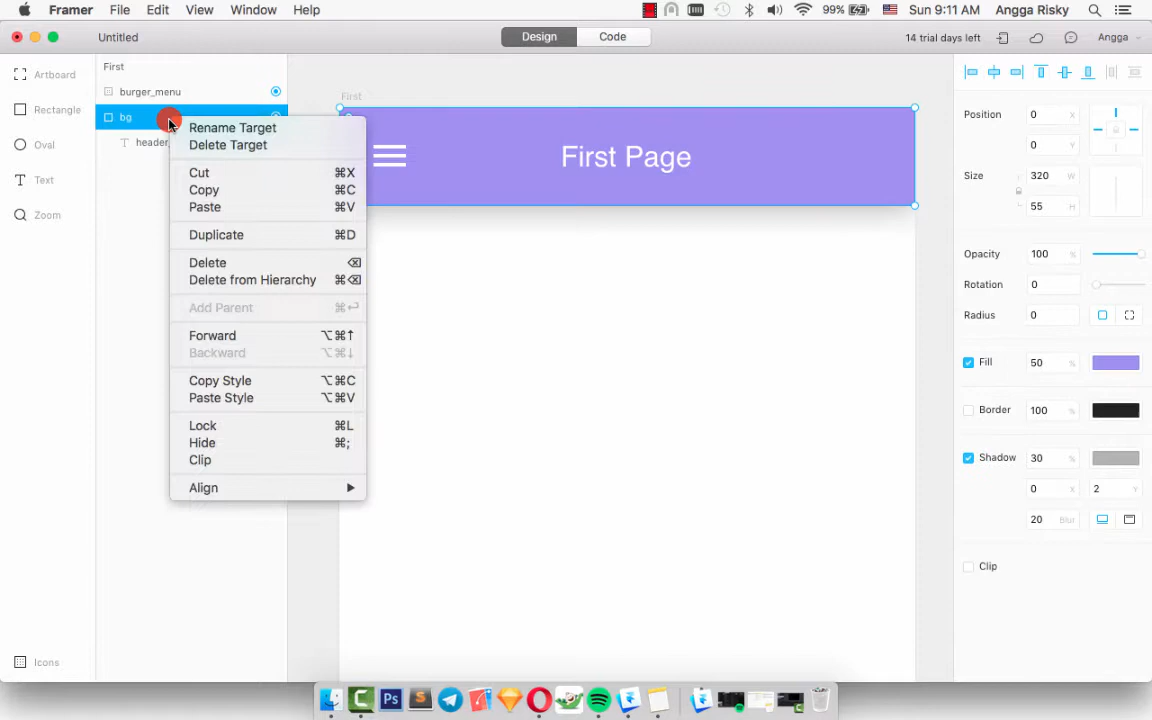 Framer File Edit View Window Help 99% Sun 9:11 AM Angga Risky
Untitled Design Code 14 trial days left Angga
Artboard
Rectangle
Oval
Text
Zoom
Icons
First
burger_menu
bg
header_
Rename Target
Delete Target
Cut ⌘X
Copy ⌘C
Paste ⌘V
Duplicate ⌘D
Delete ⌫
Delete from Hierarchy ⌘⌫
Add Parent ⌘↩
Forward ⌥⌘↑
Backward ⌥⌘↓
Copy Style ⌥⌘C
Paste Style ⌥⌘V
Lock ⌘L
Hide ⌘;
Clip
Align ▶
First
First Page
Position 0 X
0 Y
Size 320 W
55 H
Opacity 100 %
Rotation 0
Radius 0
Fill 50 %
Border 100 %
Shadow 30 %
0 X 2 Y
20 Blur
Clip
Ps